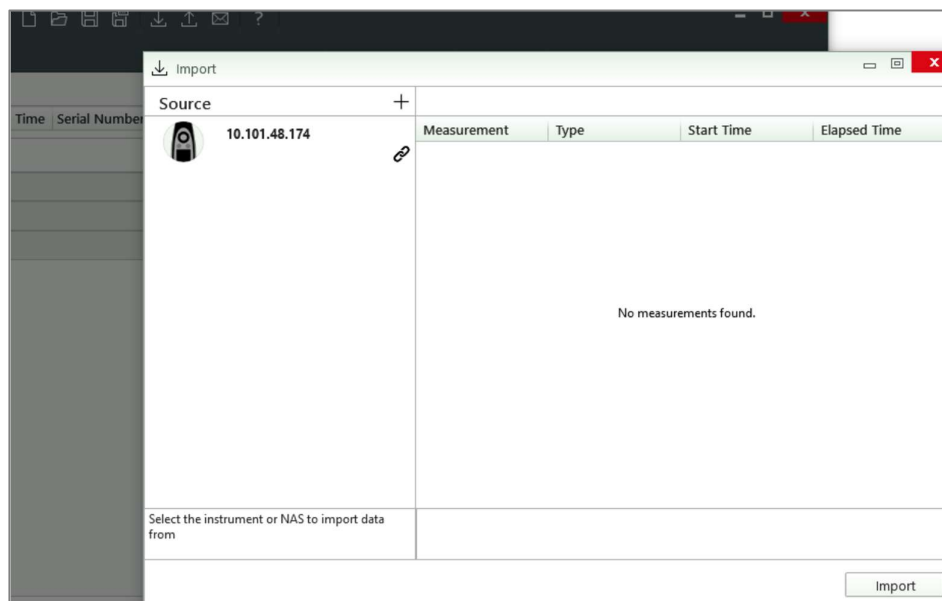 ?
Import
Source +
Time Serial Number
10.101.48.174
Measurement Type Start Time Elapsed Time
No measurements found.
Select the instrument or NAS to import data
from
Import